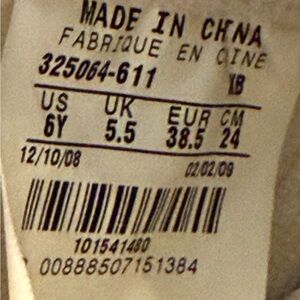 MADE IN CHINA
FABRIQUE EN CINE
325064-611 XB
US UK EUR CM
6Y 5.5 38.5 24
12/10/08 02/02/09
101541480
00888507151384